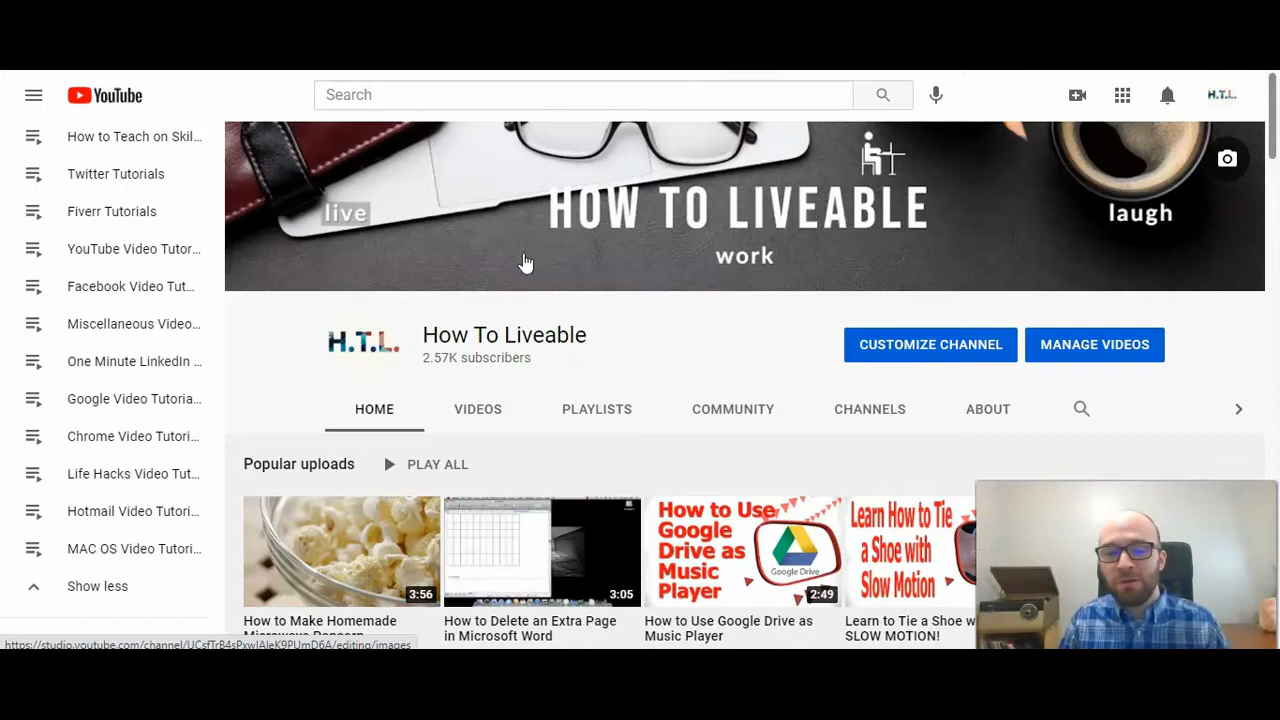 YouTube
Search
H.T.L.
How to Teach on Skil...
Twitter Tutorials
Fiverr Tutorials
YouTube Video Tutor...
Facebook Video Tut...
Miscellaneous Video...
One Minute LinkedIn ...
Google Video Tutoria...
Chrome Video Tutori...
Life Hacks Video Tut...
Hotmail Video Tutori...
MAC OS Video Tutori...
Show less
live
HOW TO LIVEABLE
work
laugh
H.T.L.
How To Liveable
2.57K subscribers
CUSTOMIZE CHANNEL
MANAGE VIDEOS
HOME VIDEOS PLAYLISTS COMMUNITY CHANNELS ABOUT
Popular uploads
PLAY ALL
3:56
3:05
How to Use
Google
Drive as
Music
Player
Google Drive
2:49
Learn How to Tie
a Shoe with
Slow Motion!
How to Make Homemade
Microwave Popcorn
How to Delete an Extra Page
in Microsoft Word
How to Use Google Drive as
Music Player
Learn to Tie a Shoe w
SLOW MOTION!